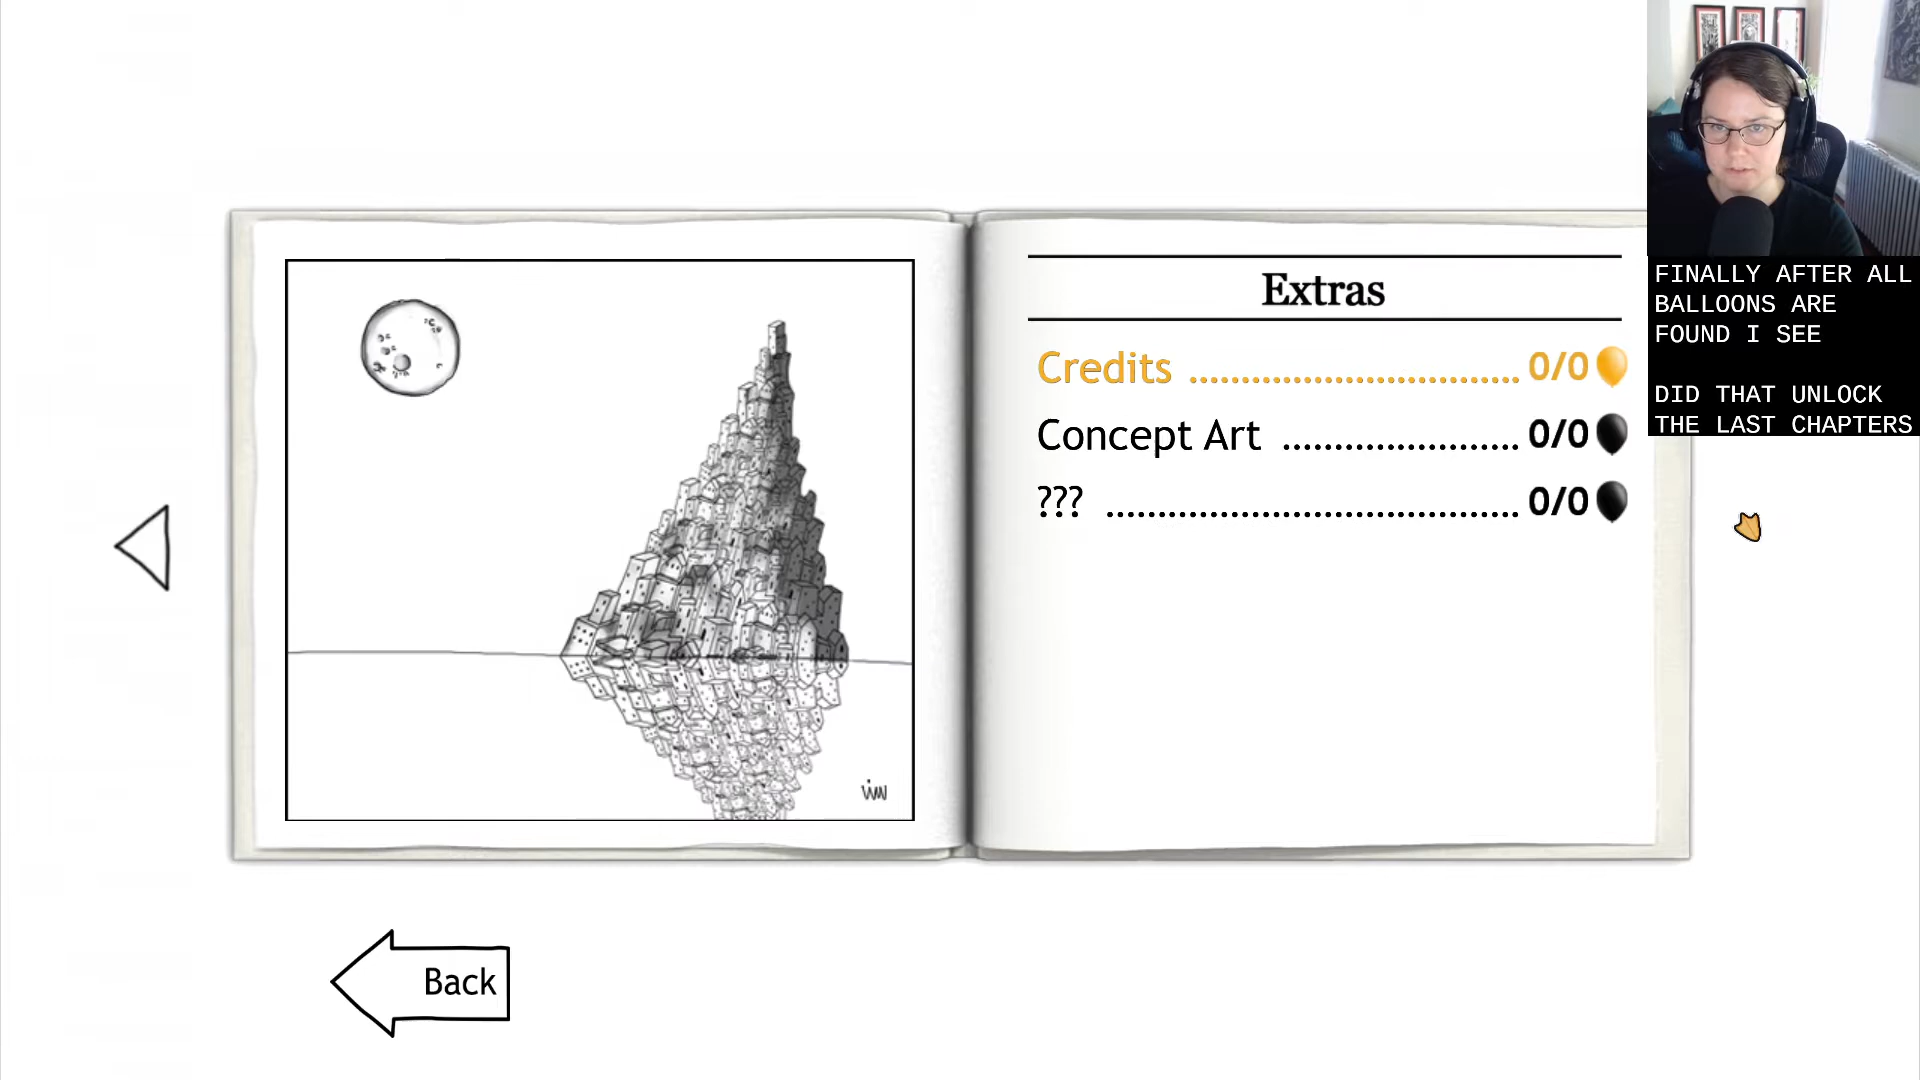 FINALLY AFTER ALL
BALLOONS ARE
FOUND I SEE
DID THAT UNLOCK
THE LAST CHAPTERS
Extras
Credits ................................ 0/0
Concept Art ....................... 0/0
??? ........................................ 0/0
Back